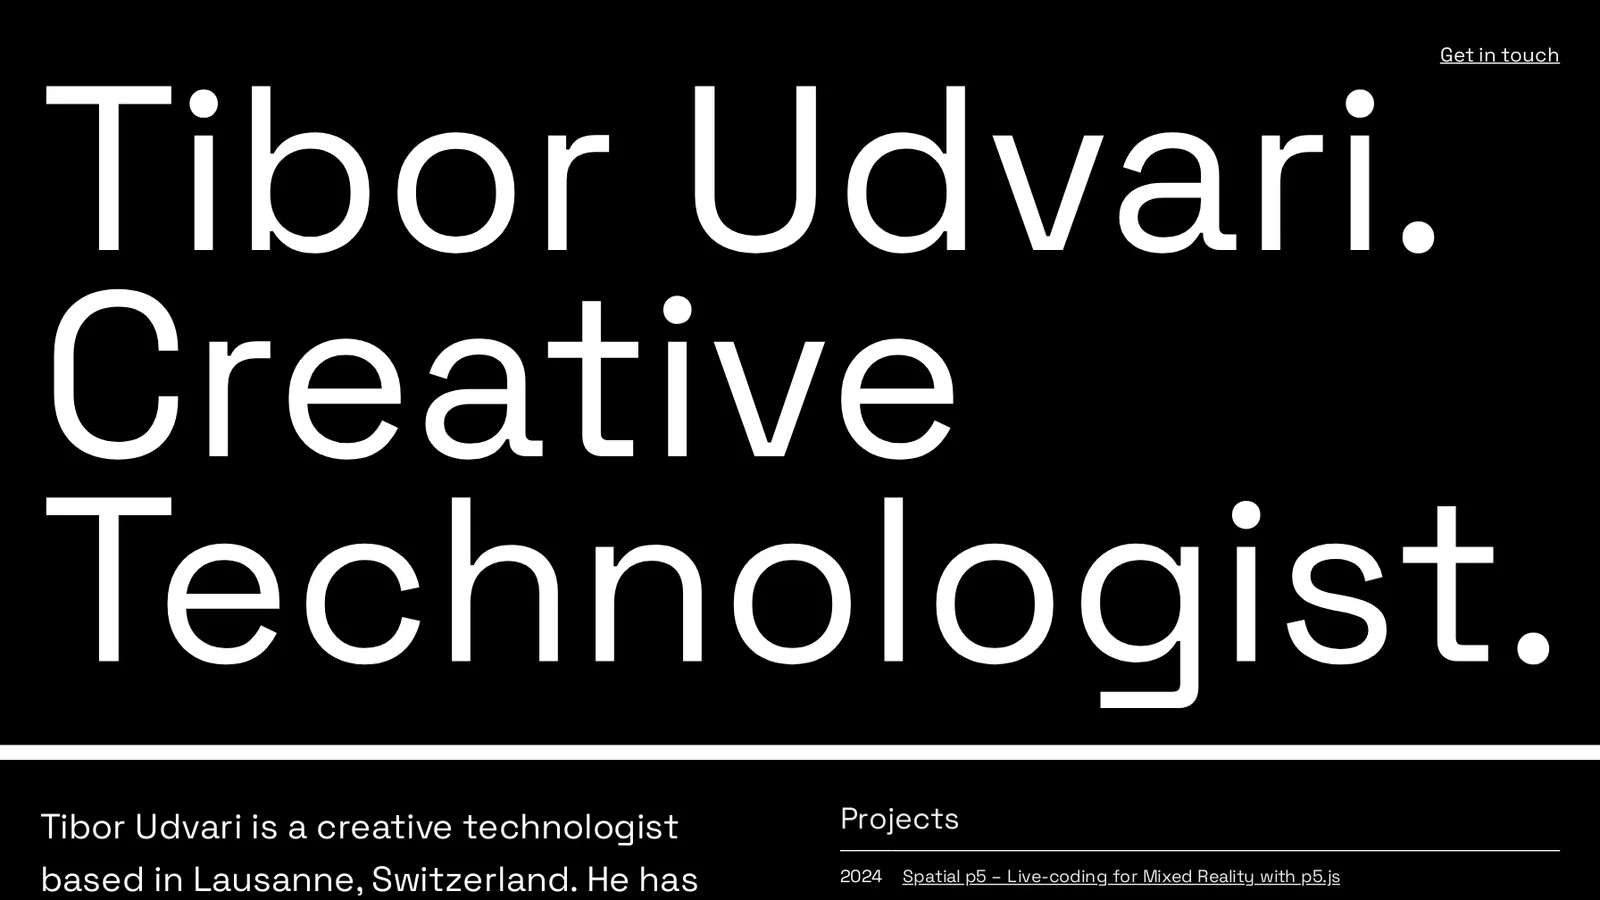 Get in touch
Tibor Udvari.
Creative
Technologist.
Tibor Udvari is a creative technologist
based in Lausanne, Switzerland. He has
Projects
2024 Spatial p5 – Live-coding for Mixed Reality with p5.js